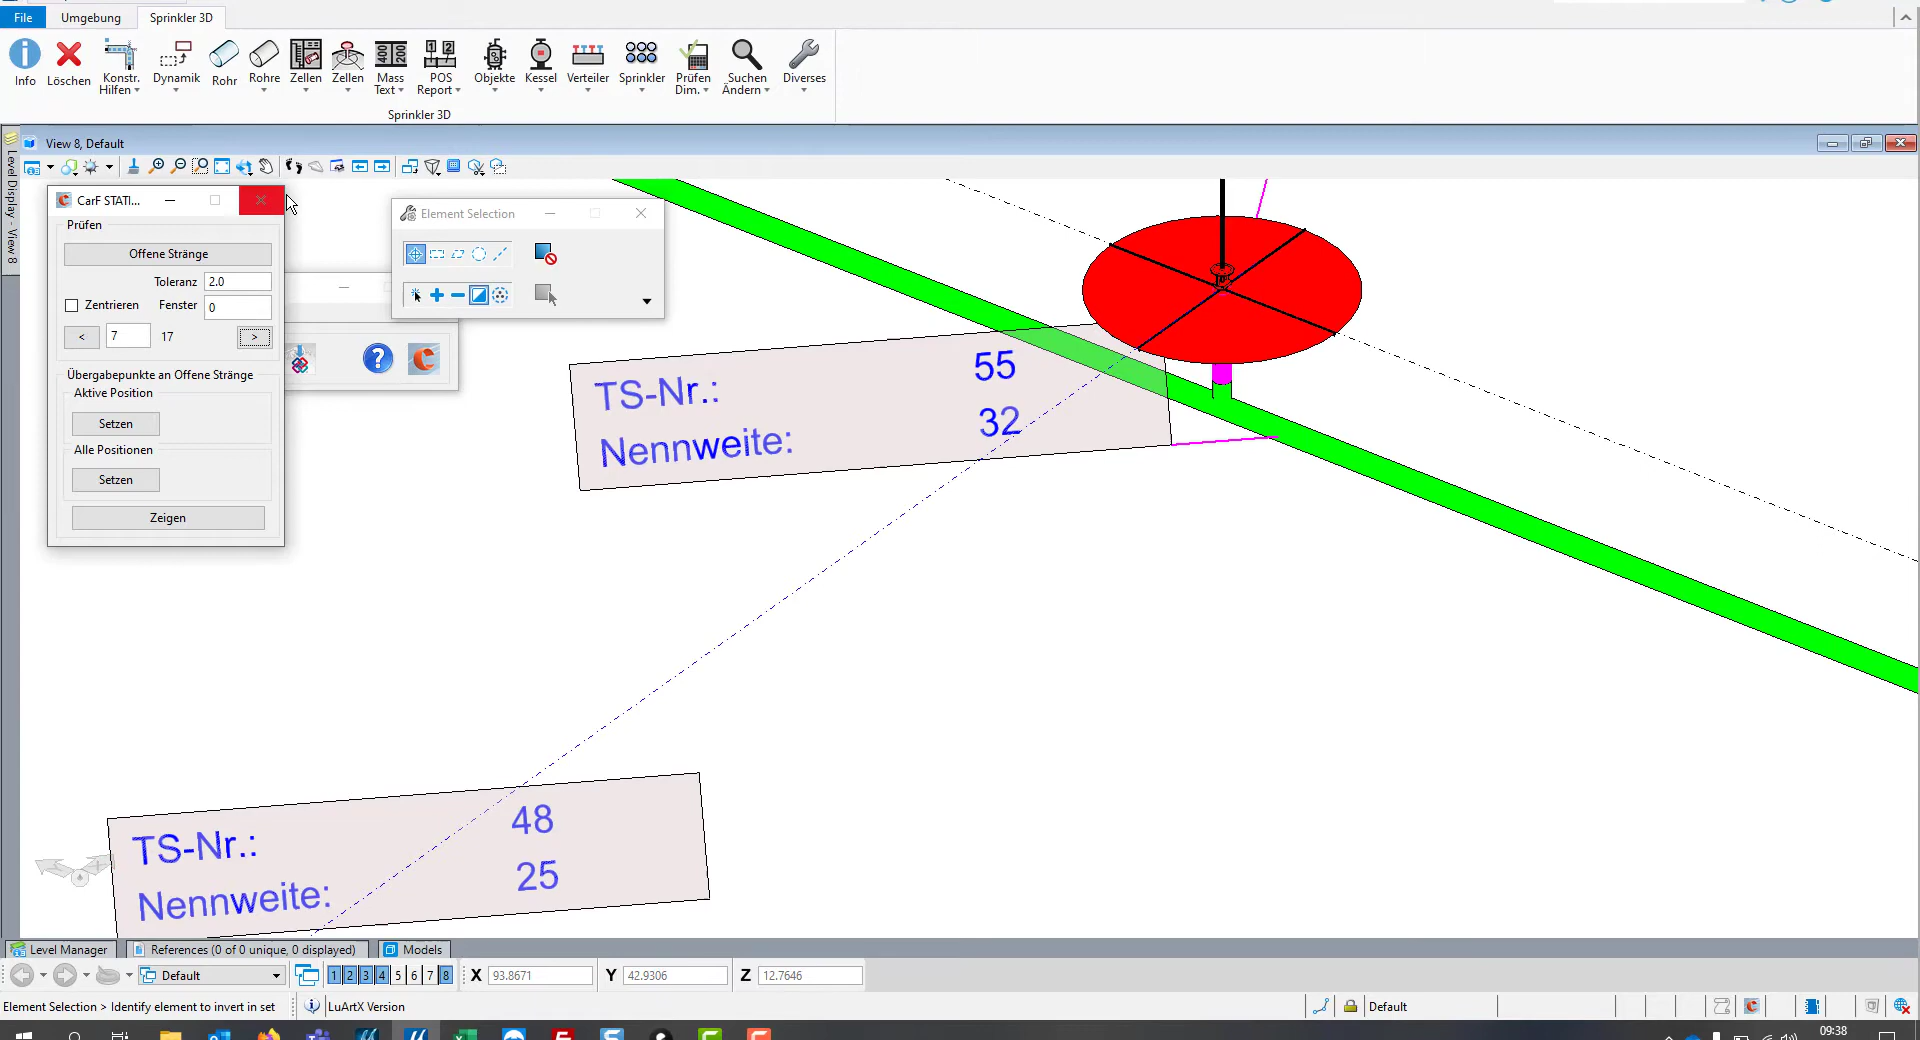 File Umgebung Sprinkler 3D
Info Löschen Konstr. Hilfen Dynamik Rohr Rohre Zellen Zellen Mass Text POS Report Objekte Kessel Verteiler Sprinkler Prüfen Dim. Suchen Ändern Diverses
Sprinkler 3D
View 8, Default
Level Display - View 8
CarF STATI...
Prüfen
Offene Stränge
Toleranz 2.0
Zentrieren Fenster 0
< 7 17 >
Übergabepunkte an Offene Stränge
Aktive Position
Setzen
Alle Positionen
Setzen
Zeigen
Element Selection
TS-Nr.: 55
Nennweite: 32
TS-Nr.: 48
Nennweite: 25
Level Manager References (0 of 0 unique, 0 displayed) Models
Default 1 2 3 4 5 6 7 8 X 93.8671 Y 42.9306 Z 12.7646
Element Selection > Identify element to invert in set LuArtX Version Default
09:38